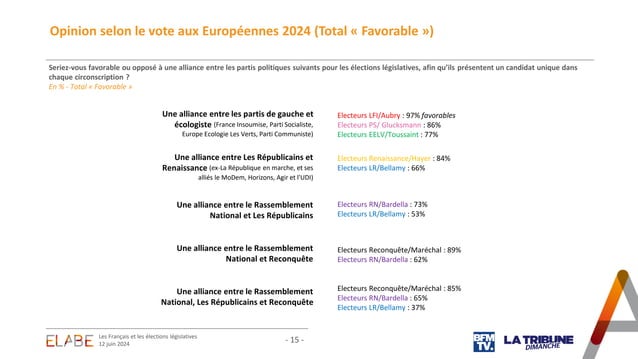 Opinion selon le vote aux Européennes 2024 (Total « Favorable »)
Seriez-vous favorable ou opposé à une alliance entre les partis politiques suivants pour les élections législatives, afin qu'ils présentent un candidat unique dans
chaque circonscription ?
En % - Total « Favorable »
Une alliance entre les partis de gauche et
écologiste (France Insoumise, Parti Socialiste,
Europe Ecologie Les Verts, Parti Communiste)
Electeurs LFI/Aubry : 97% favorables
Electeurs PS/ Glucksmann : 86%
Electeurs EELV/Toussaint : 77%
Une alliance entre Les Républicains et
Renaissance (ex-La République en marche, et ses
alliés le MoDem, Horizons, Agir et l'UDI)
Electeurs Renaissance/Hayer : 84%
Electeurs LR/Bellamy : 66%
Une alliance entre le Rassemblement
National et Les Républicains
Electeurs RN/Bardella : 73%
Electeurs LR/Bellamy : 53%
Une alliance entre le Rassemblement
National et Reconquête
Electeurs Reconquête/Maréchal : 89%
Electeurs RN/Bardella : 62%
Une alliance entre le Rassemblement
National, Les Républicains et Reconquête
Electeurs Reconquête/Maréchal : 85%
Electeurs RN/Bardella : 65%
Electeurs LR/Bellamy : 37%
ELABE
Les Français et les élections législatives
12 juin 2024
- 15 -
BFM
TV.
LA TRIBUNE
DIMANCHE